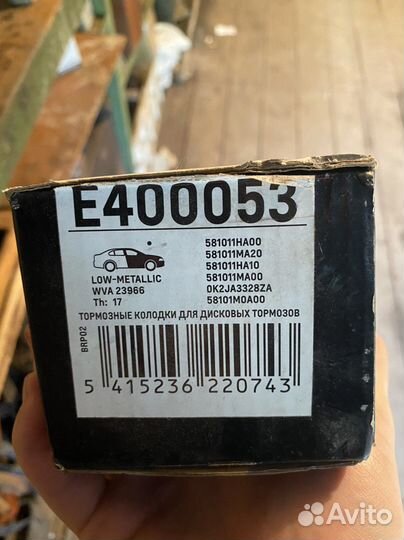 E400053
581011HA00
581011MA20
581011HA10
581011MA00
0K2JA3328ZA
58101M0A00
LOW-METALLIC
WVA 23966
Th: 17
ТОРМОЗНЫЕ КОЛОДКИ ДЛЯ ДИСКОВЫХ ТОРМОЗОВ
BRP02
5 415236 220743
Avito